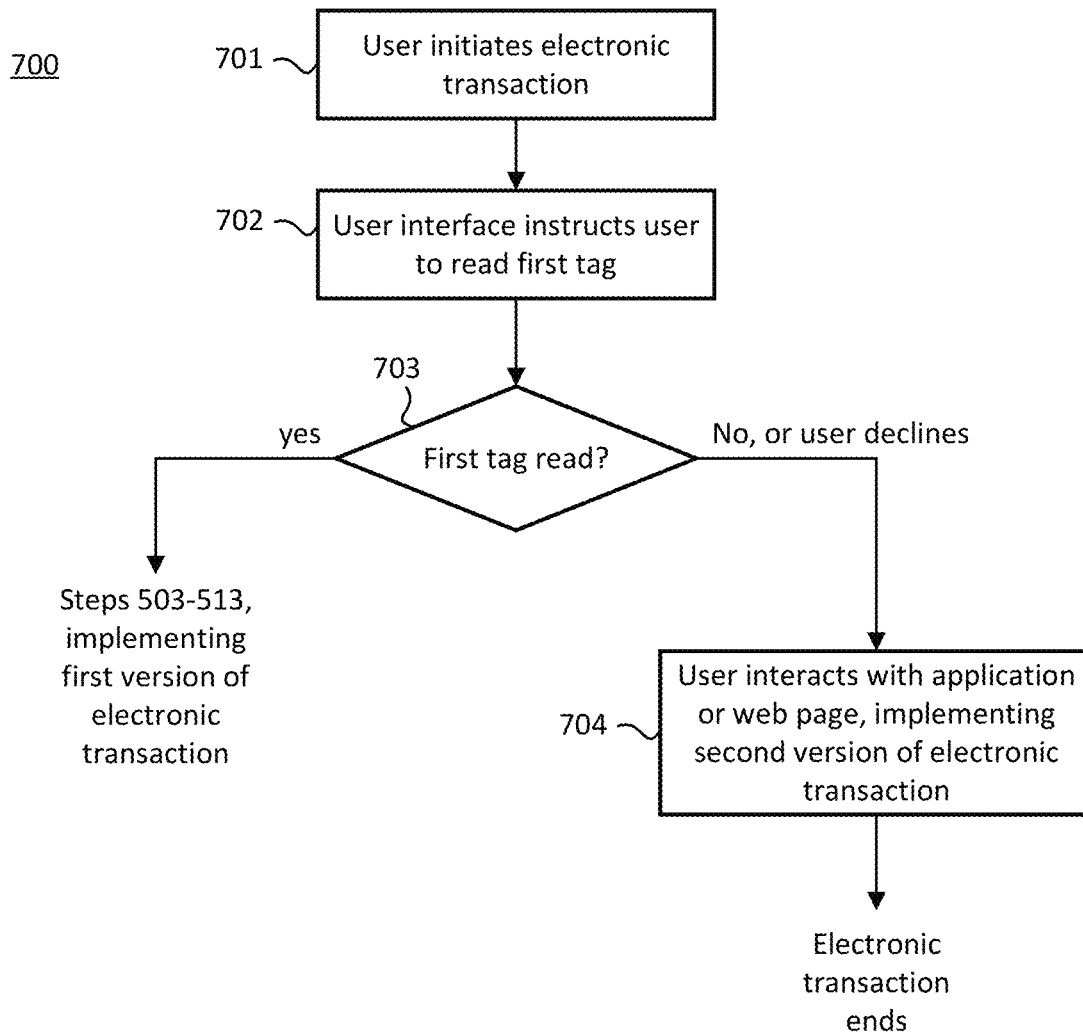 700
701
User initiates electronic
transaction
702
User interface instructs user
to read first tag
703
yes
First tag read?
No, or user declines
Steps 503-513,
implementing
first version of
electronic
transaction
704
User interacts with application
or web page, implementing
second version of electronic
transaction
Electronic
transaction
ends